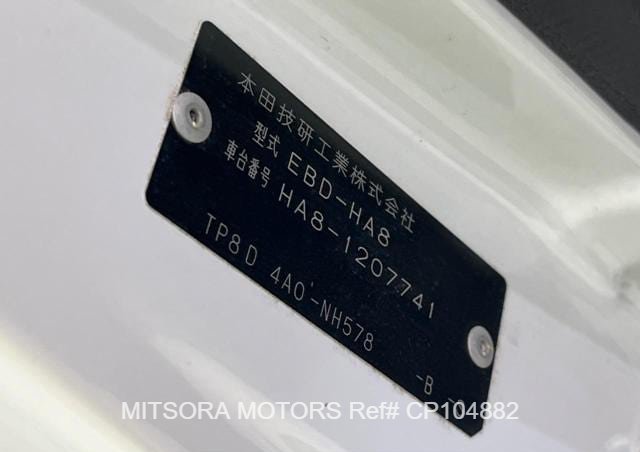 本田技研工業株式会社
型式 EBD-HA8
車台番号 HA8-1207741
TP8D 4A0-NH578 -B
MITSORA MOTORS Ref# CP104882